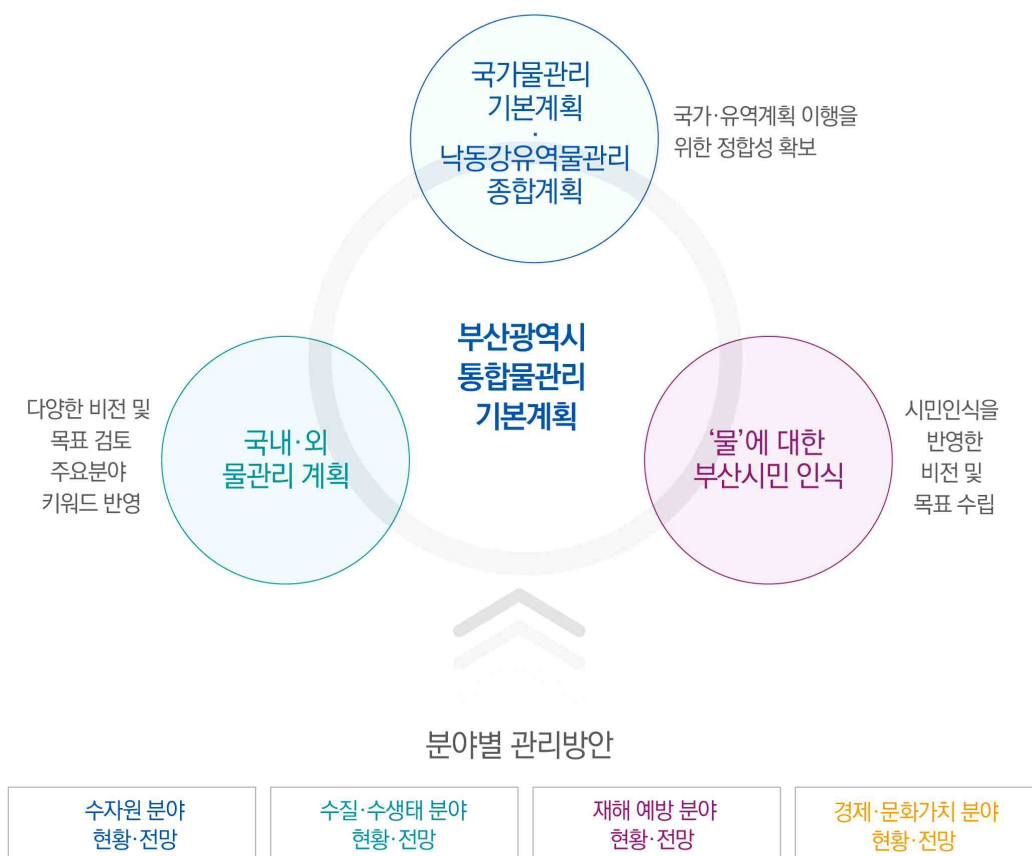 국가물관리
기본계획
·
낙동강유역물관리
종합계획
국가·유역계획 이행을
위한 정합성 확보
부산광역시
통합물관리
기본계획
다양한 비전 및
목표 검토
주요분야
키워드 반영
국내·외
물관리 계획
‘물’에 대한
부산시민 인식
시민인식을
반영한
비전 및
목표 수립
분야별 관리방안
수자원 분야
현황·전망
수질·수생태 분야
현황·전망
재해 예방 분야
현황·전망
경제·문화가치 분야
현황·전망